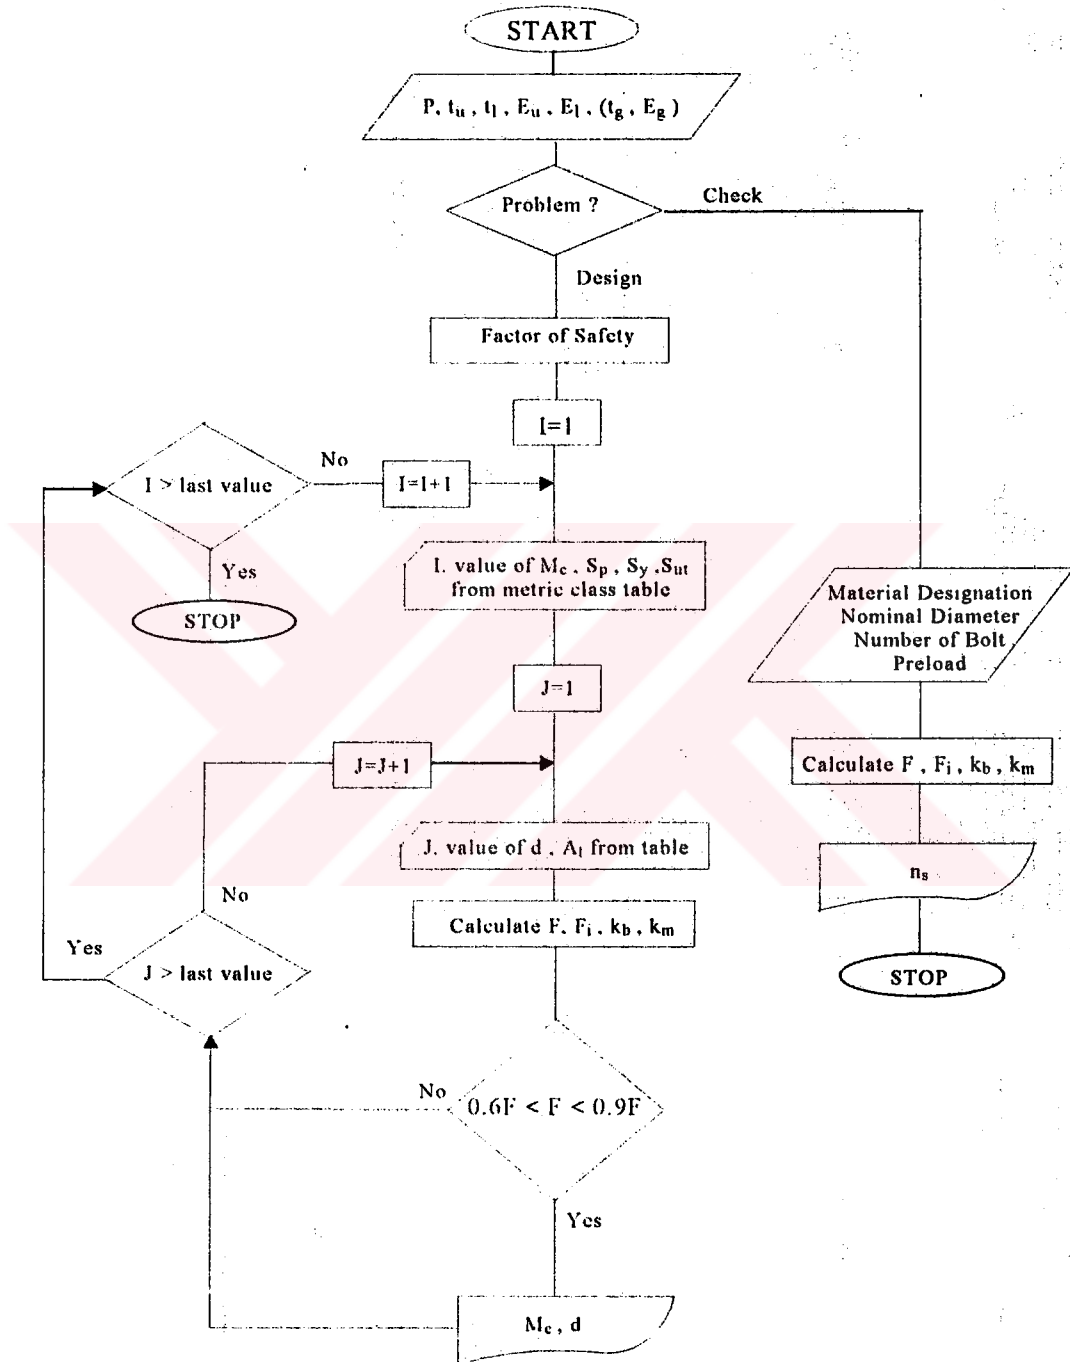 START
P, tu, tl, Eu, El, (tg, Eg)
Problem ?
Check
Design
Factor of Safety
I=1
I > last value
No
I=I+1
Yes
STOP
I. value of Mc, Sp, Sy, Sut
from metric class table
Material Designation
Nominal Diameter
Number of Bolt
Preload
J=1
J=J+1
Calculate F, Fi, kb, km
J. value of d, At from table
ns
No
Calculate F, Fi, kb, km
Yes
J > last value
STOP
No
0.6F < F < 0.9F
Yes
Mc, d